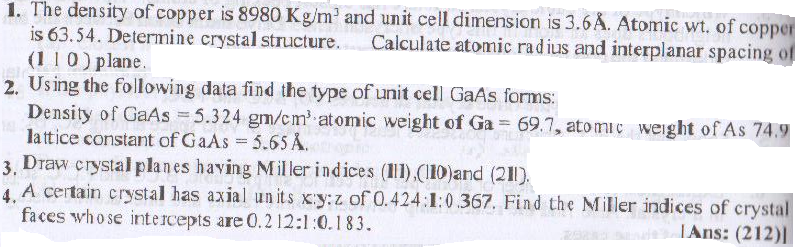 1. The density of copper is 8980 Kg/m³ and unit cell dimension is 3.6Å. Atomic wt. of copper
is 63.54. Determine crystal structure. Calculate atomic radius and interplanar spacing of
(1 1 0) plane.
2. Using the following data find the type of unit cell GaAs forms:
Density of GaAs = 5.324 gm/cm³ atomic weight of Ga = 69.7, atomic weight of As 74.9
lattice constant of GaAs = 5.65Å.
3. Draw crystal planes having Miller indices (111),(110)and (211).
4. A certain crystal has axial units x:y:z of 0.424:1:0.367. Find the Miller indices of crystal
faces whose intercepts are 0.212:1:0.183. [Ans: (212)]